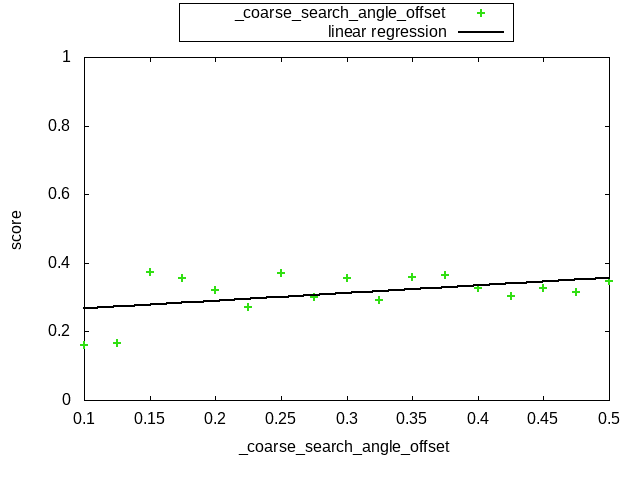 _coarse_search_angle_offset
linear regression
1
0.8
0.6
0.4
0.2
0
score
0.1 0.15 0.2 0.25 0.3 0.35 0.4 0.45 0.5
_coarse_search_angle_offset